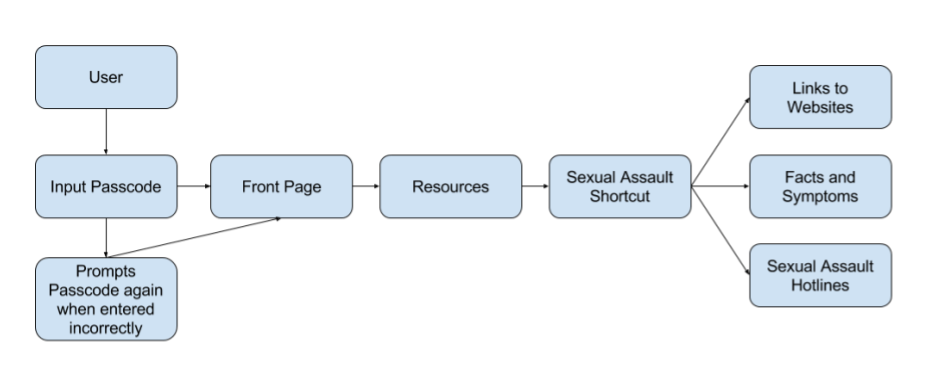 User
Input Passcode
Prompts
Passcode again
when entered
incorrectly
Front Page
Resources
Sexual Assault
Shortcut
Links to
Websites
Facts and
Symptoms
Sexual Assault
Hotlines